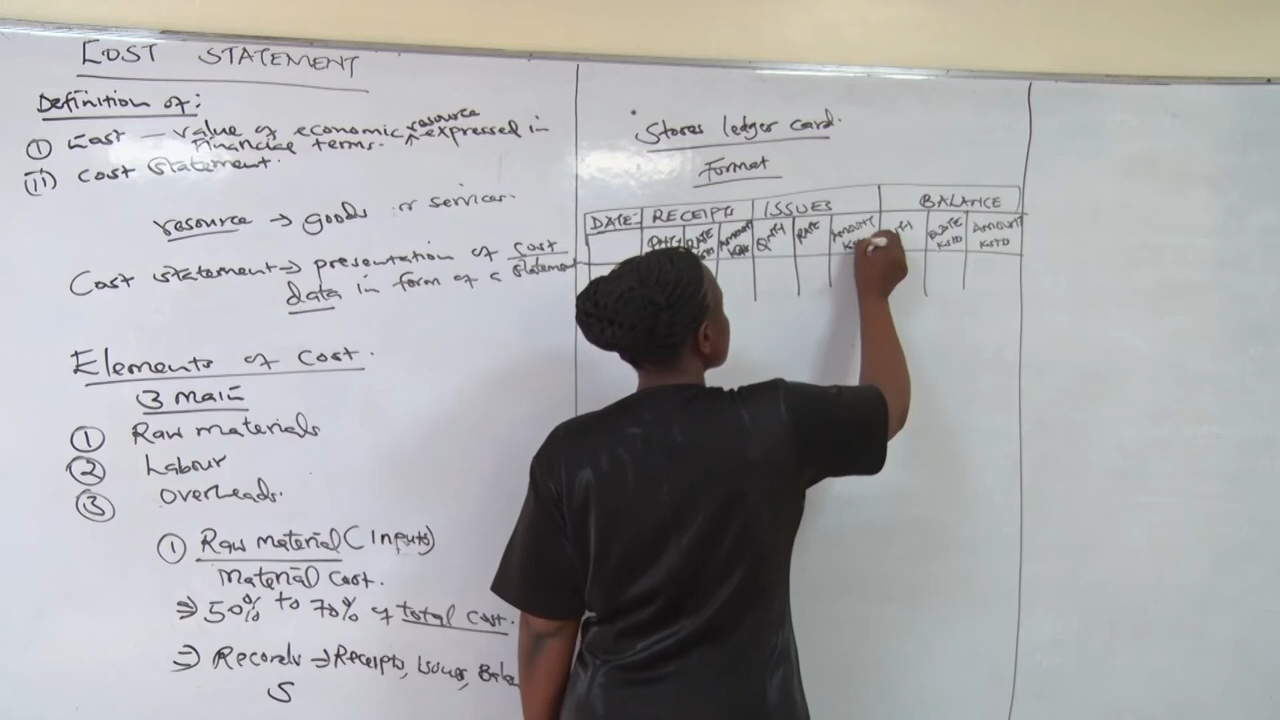 COST STATEMENT
Definition of:
① Cost — value of economic resource expressed in
Financial terms.
(ii) Cost Statement.
resource → goods or services.
Cost statement → presentation of cost
data in form of a statement
Elements of Cost.
3 main
① Raw materials
② Labour
③ overheads.
① Raw material (Inputs)
Material Cost.
⇒ 50% to 70% of total cost.
⇒ Records → Receipts, Issues,
S
Stores ledger card.
Format
DATE RECEIPTS ISSUES BALANCE
RATE AMOUNT Qty RATE AMOUNT RATE KSHS AMOUNT KSHS